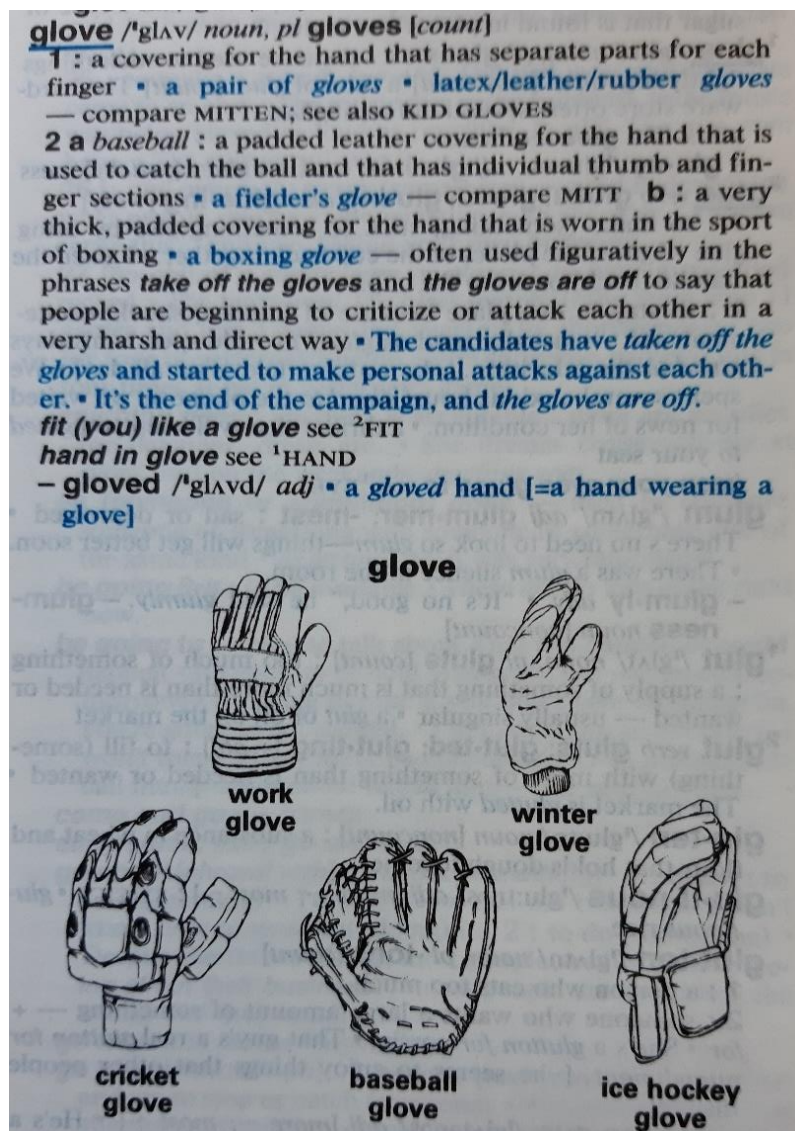 glove /ˈglʌv/ noun, pl gloves [count]
1 : a covering for the hand that has separate parts for each
finger ▪ a pair of gloves ▪ latex/leather/rubber gloves
— compare MITTEN; see also KID GLOVES
2 a baseball : a padded leather covering for the hand that is
used to catch the ball and that has individual thumb and fin-
ger sections ▪ a fielder's glove — compare MITT b : a very
thick, padded covering for the hand that is worn in the sport
of boxing ▪ a boxing glove — often used figuratively in the
phrases take off the gloves and the gloves are off to say that
people are beginning to criticize or attack each other in a
very harsh and direct way ▪ The candidates have taken off the
gloves and started to make personal attacks against each oth-
er. ▪ It's the end of the campaign, and the gloves are off.
fit (you) like a glove see ²FIT
hand in glove see ¹HAND
– gloved /ˈglʌvd/ adj ▪ a gloved hand [=a hand wearing a
glove]
glove
work
glove
winter
glove
cricket
glove
baseball
glove
ice hockey
glove